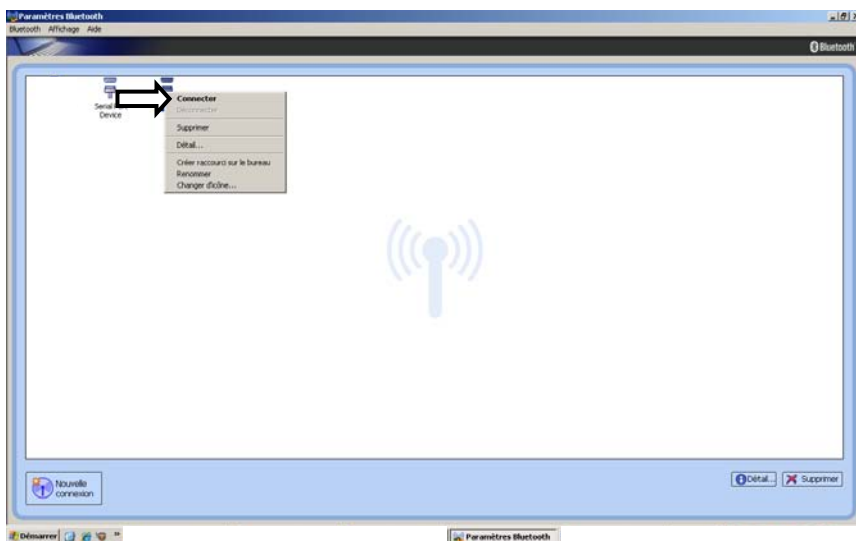 Paramètres Bluetooth
Bluetooth Affichage Aide
Bluetooth
Serial
Device
Connecter
Déconnecter
Supprimer
Détail...
Créer raccourci sur le bureau
Renommer
Changer d'icône...
Nouvelle
connexion
Détail...
Supprimer
Démarrer
Paramètres Bluetooth